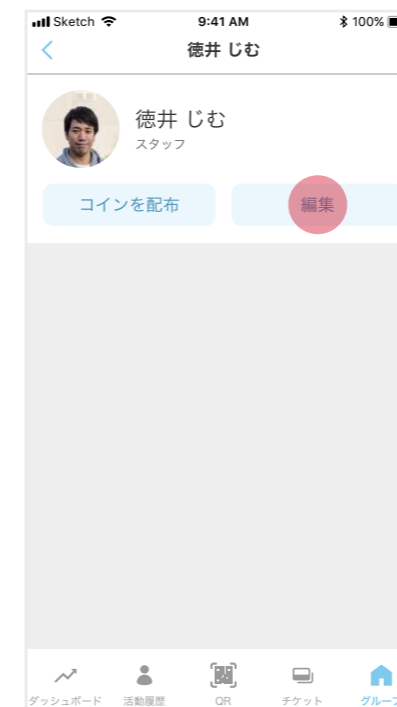 Sketch 9:41 AM 100%
徳井 じむ
徳井 じむ
スタッフ
コインを配布 編集
ダッシュボード 活動履歴 QR チケット グループ